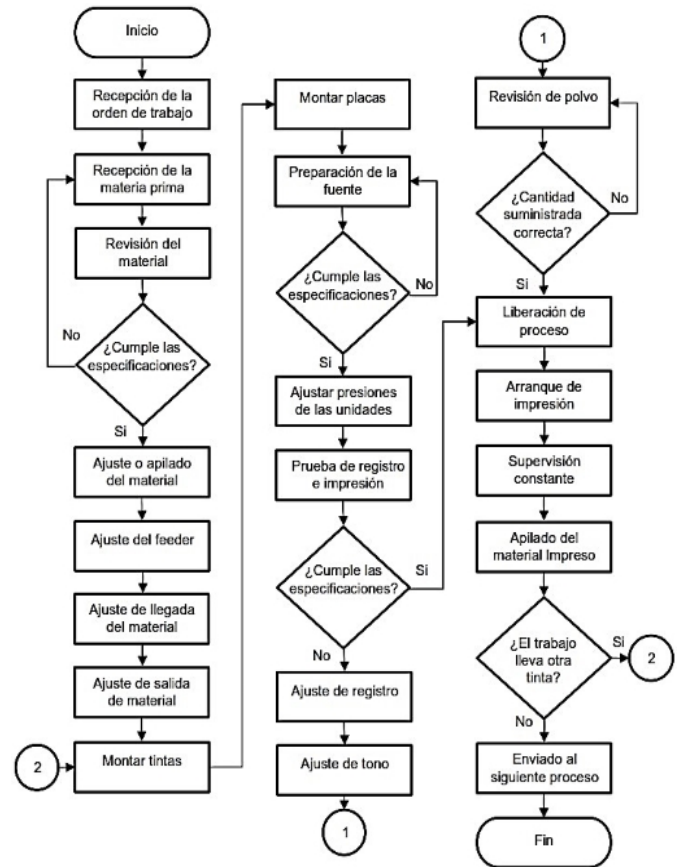 Inicio
Recepción de la
orden de trabajo
Recepción de la
materia prima
Revisión del
material
No
¿Cumple las
especificaciones?
Si
Ajuste o apilado
del material
Ajuste del feeder
Ajuste de llegada
del material
Ajuste de salida
de material
2
Montar tintas
Montar placas
Preparación de la
fuente
¿Cumple las
especificaciones?
No
Si
Ajustar presiones
de las unidades
Prueba de registro
e impresión
¿Cumple las
especificaciones?
Si
No
Ajuste de registro
Ajuste de tono
1
1
Revisión de polvo
¿Cantidad
suministrada
correcta?
No
Si
Liberación de
proceso
Arranque de
impresión
Supervisión
constante
Apilado del
material Impreso
¿El trabajo
lleva otra
tinta?
Si
2
No
Enviado al
siguiente proceso
Fin